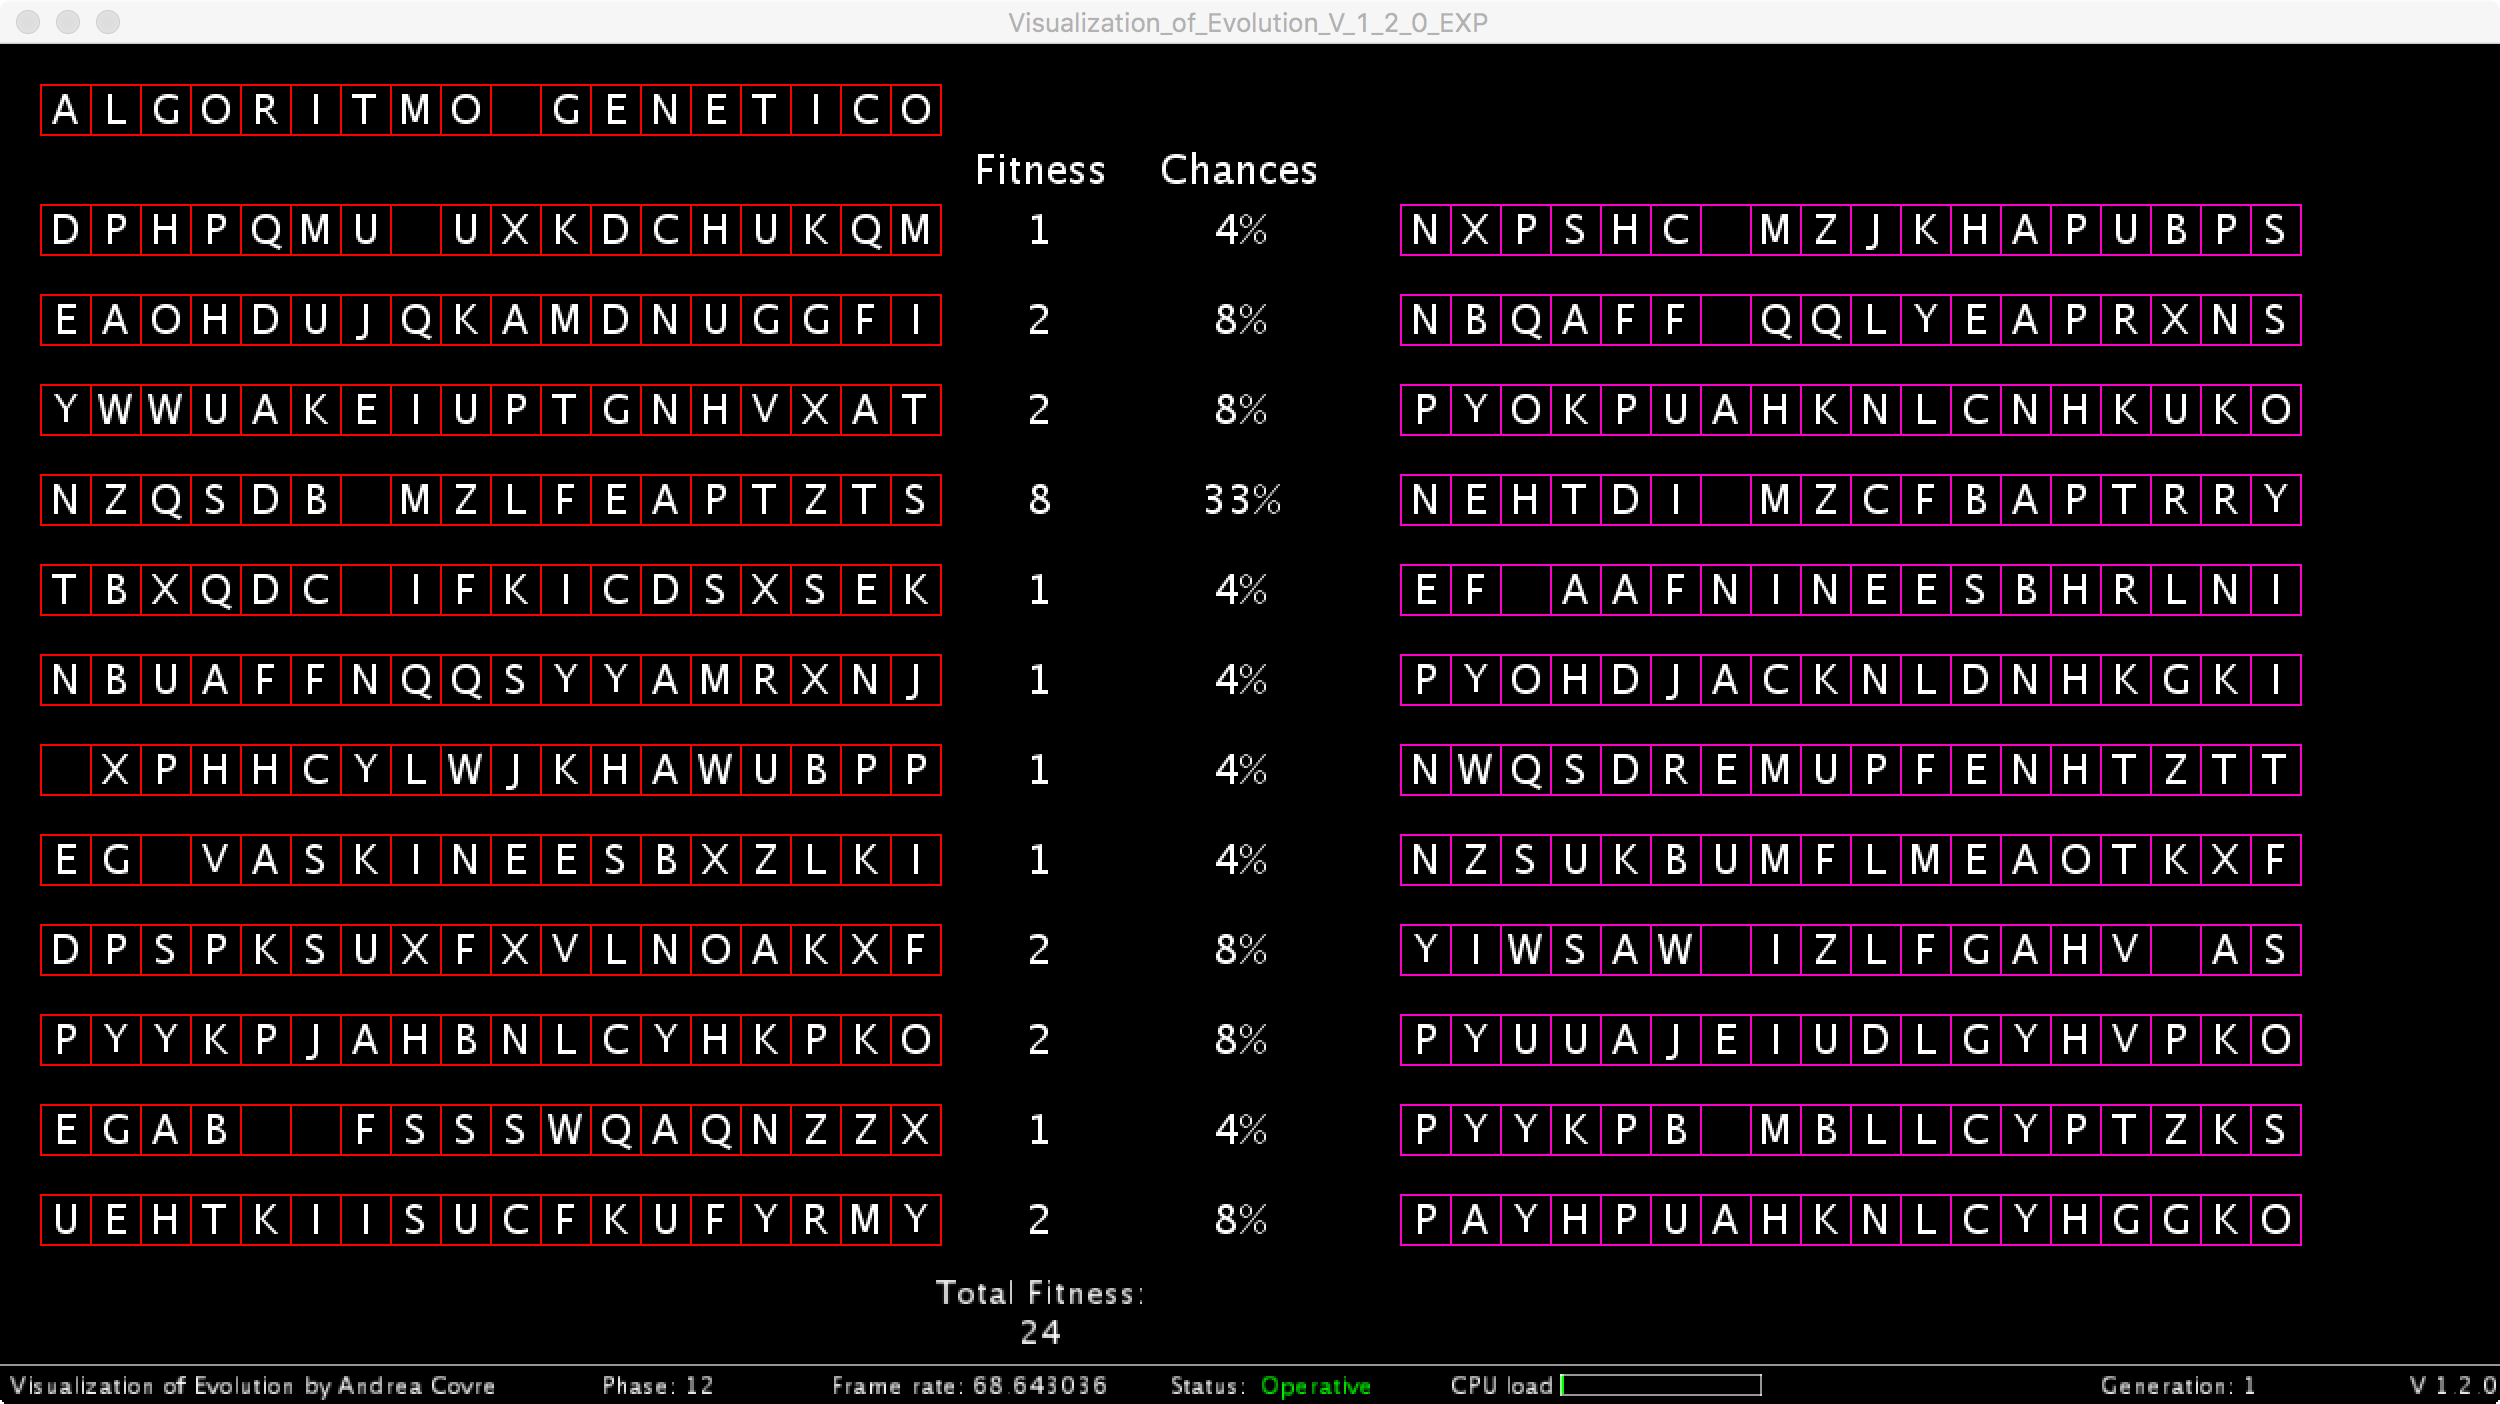 Visualization_of_Evolution_V_1_2_0_EXP
ALGORITMO GENETICO
Fitness Chances
DPHPQMU UXKDCHUKQM 1 4% NXPSHC MZJKHAPUBPS
EAOHDUJQKAMDNUGGFI 2 8% NBQAFF QQLYEAPRXNS
YWWUAKEIUPTGNHVXAT 2 8% PYOKPUAHKNLCNHKUKO
NZQSDB MZLFEAPTZTS 8 33% NEHTDI MZCFBAPTRRY
TBXQDC IFKICDSXSEK 1 4% EF AAFNINEESBHRLNI
NBUAFFNQQSYYAMRXNJ 1 4% PYOHDJACKNLDNHKGKI
XPHHCYLWJKHAWUBPP 1 4% NWQSDREMUPFENHTZTT
EG VASKINEESBXZLKI 1 4% NZSUKBUMFLMEAOTKXF
DPSPKSUXFXVLNOAKXF 2 8% YIWSAW IZLFGAHV AS
PYYKPJAHBNLCYHKPKO 2 8% PYUUAJEIUDLGYHVPKO
EGAB  FSSSWQAQNZZX 1 4% PYYKPB MBLLCYPTZKS
UEHTKIISUCFKUFYRMY 2 8% PAYHPUAHKNLCYHGGKO
Total Fitness:
24
Visualization of Evolution by Andrea Covre Phase: 12 Frame rate: 68.643036 Status: Operative CPU load Generation: 1 V 1.2.0